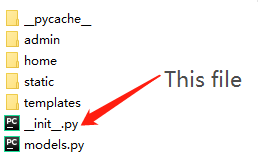 __pycache__
admin
home
static
This file
templates
__init__.py
models.py